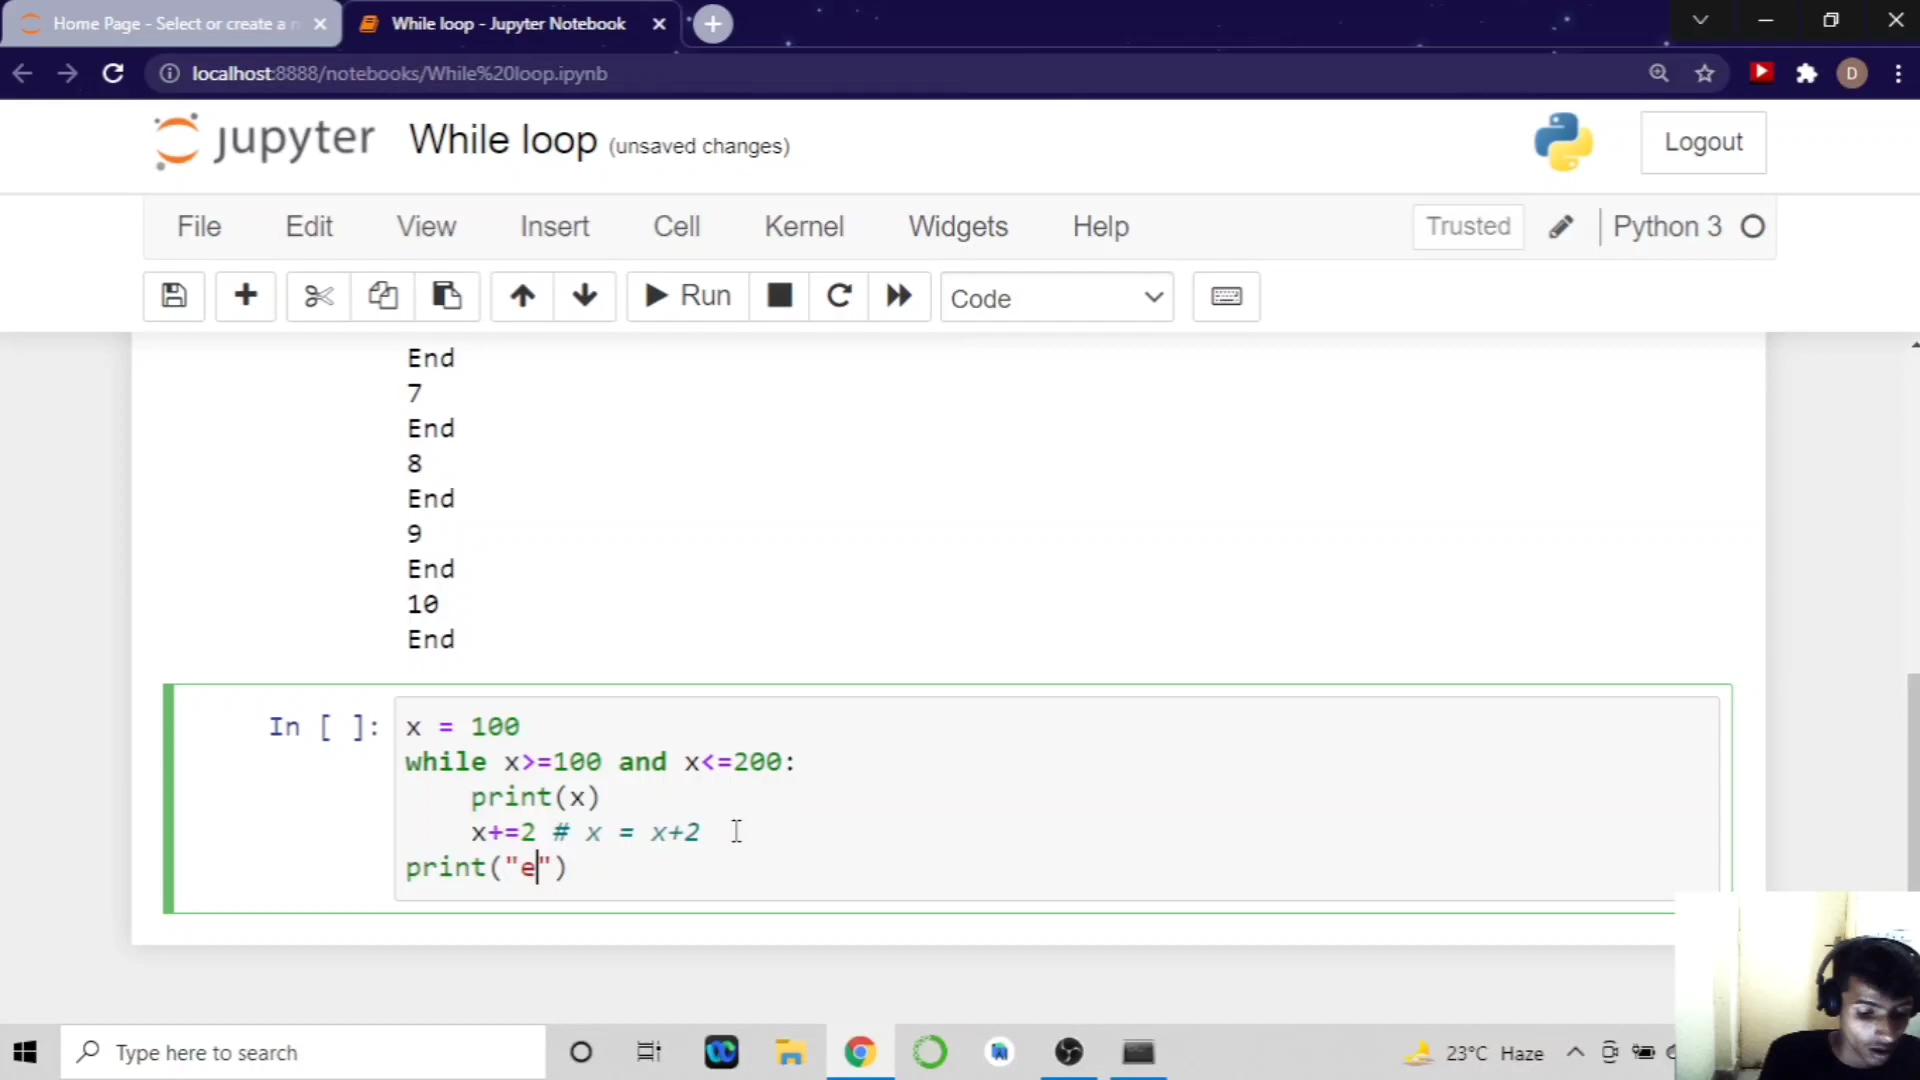 Home Page - Select or create a n
While loop - Jupyter Notebook
localhost:8888/notebooks/While%20loop.ipynb
D
jupyter While loop (unsaved changes)
Logout
File Edit View Insert Cell Kernel Widgets Help
Trusted
Python 3
Run
Code
End
7
End
8
End
9
End
10
End
In [ ]: x = 100
while x>=100 and x<=200:
print(x)
x+=2 # x = x+2
print("e")
Type here to search
23°C Haze